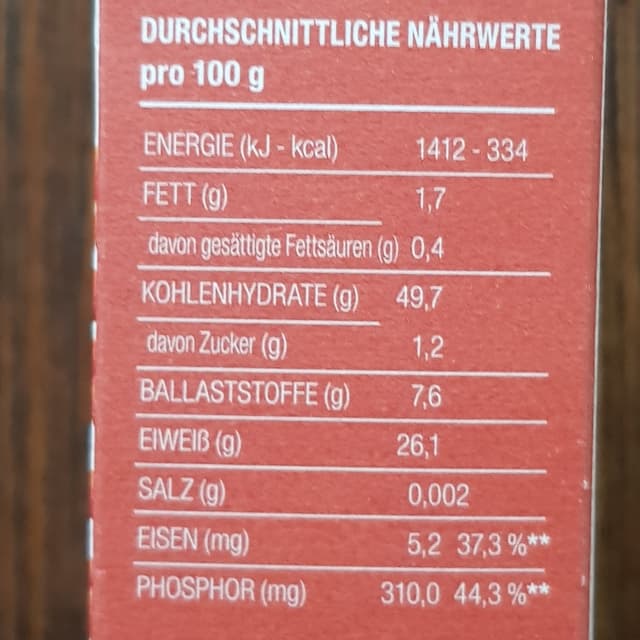 DURCHSCHNITTLICHE NÄHRWERTE
pro 100 g
ENERGIE (kJ - kcal) 1412 - 334
FETT (g) 1,7
davon gesättigte Fettsäuren (g) 0,4
KOHLENHYDRATE (g) 49,7
davon Zucker (g) 1,2
BALLASTSTOFFE (g) 7,6
EIWEIß (g) 26,1
SALZ (g) 0,002
EISEN (mg) 5,2 37,3 %**
PHOSPHOR (mg) 310,0 44,3 %**